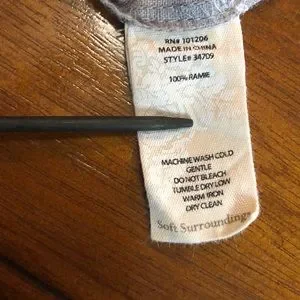 RN# 101206
MADE IN CHINA
STYLE# 34709
100% RAMIE
MACHINE WASH COLD
GENTLE
DO NOT BLEACH
TUMBLE DRY LOW
WARM IRON
DRY CLEAN
Soft Surroundings